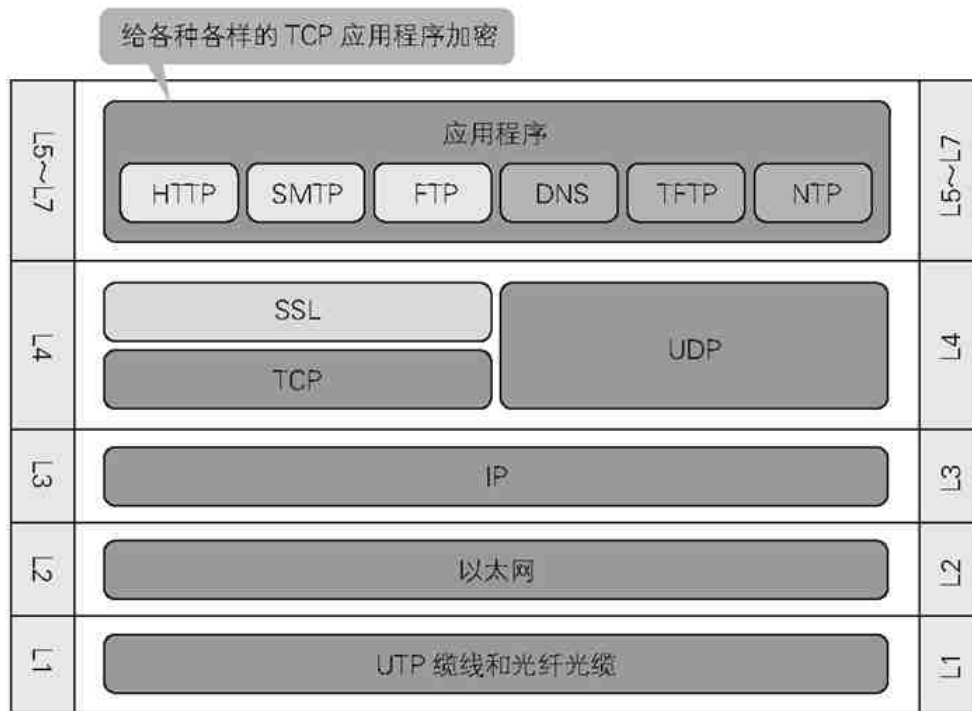 给各种各样的 TCP 应用程序加密
L5～L7
应用程序
L5～L7
HTTP
SMTP
FTP
DNS
TFTP
NTP
L4
SSL
UDP
L4
TCP
L3
IP
L3
L2
以太网
L2
L1
UTP 缆线和光纤光缆
L1